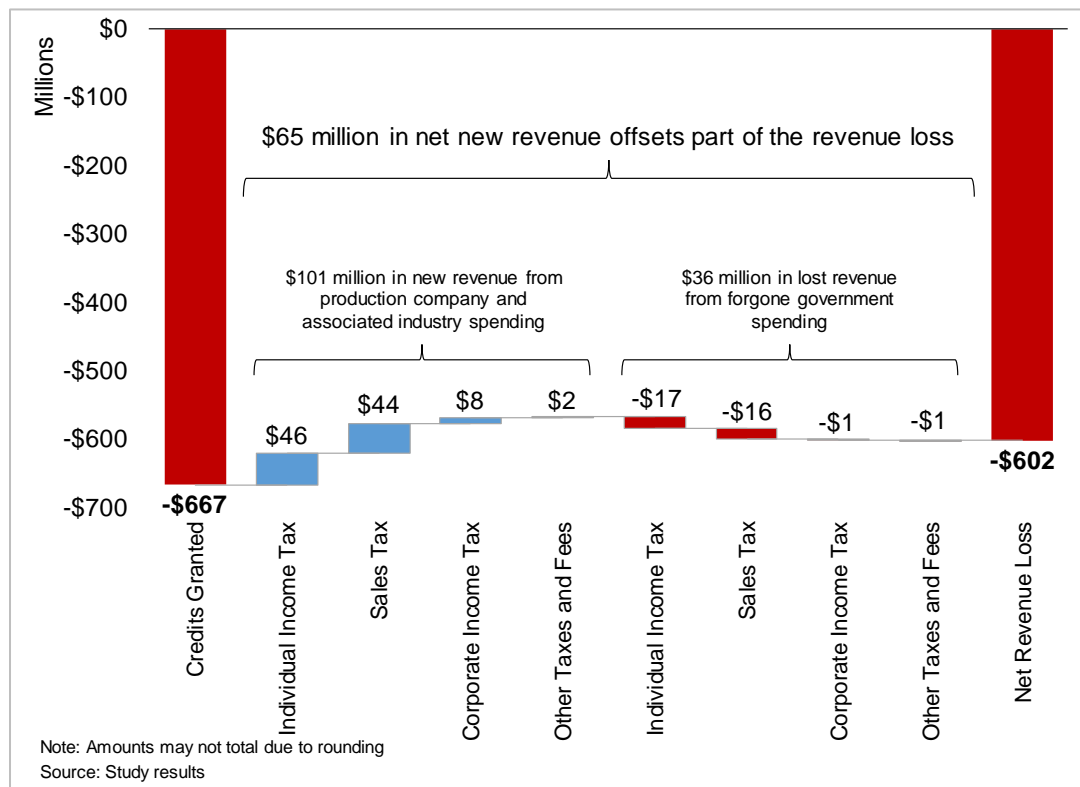 Millions
$0
-$100
-$200
-$300
-$400
-$500
-$600
-$700
$65 million in net new revenue offsets part of the revenue loss
$101 million in new revenue from
production company and
associated industry spending
$36 million in lost revenue
from forgone government
spending
-$667
$46
$44
$8
$2
-$17
-$16
-$1
-$1
-$602
Credits Granted
Individual Income Tax
Sales Tax
Corporate Income Tax
Other Taxes and Fees
Individual Income Tax
Sales Tax
Corporate Income Tax
Other Taxes and Fees
Net Revenue Loss
Note: Amounts may not total due to rounding
Source: Study results